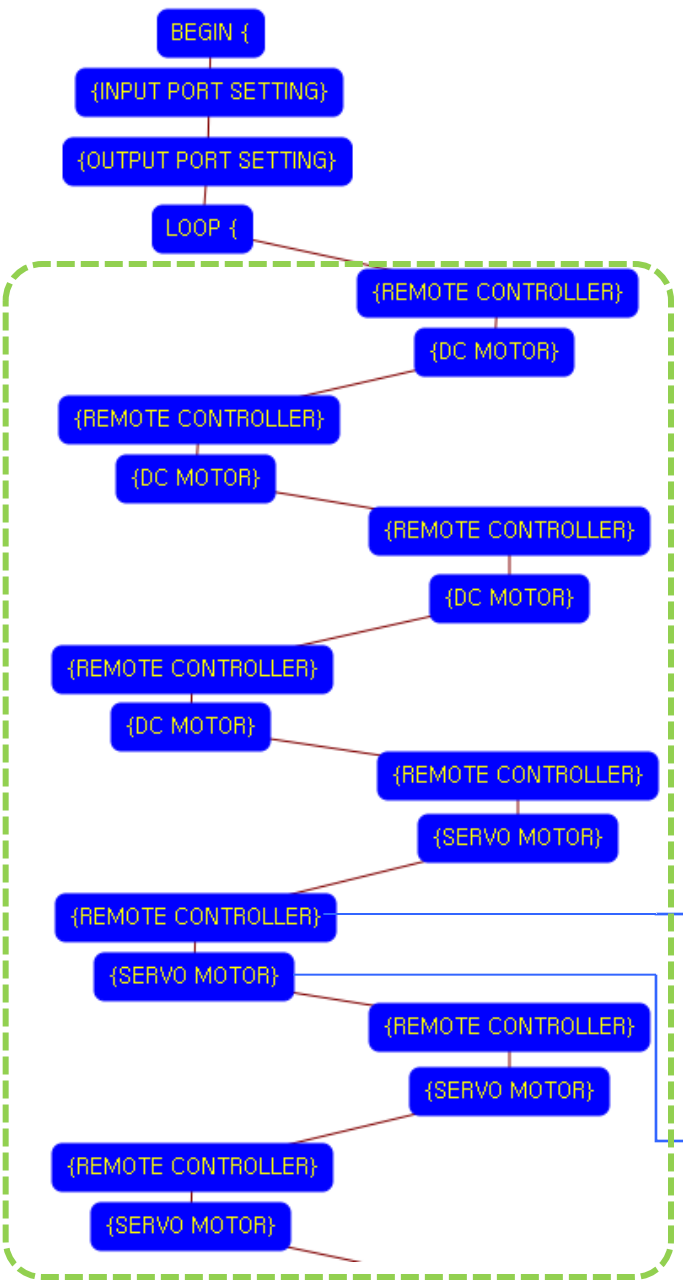 BEGIN {
{INPUT PORT SETTING}
{OUTPUT PORT SETTING}
LOOP {
{REMOTE CONTROLLER}
{DC MOTOR}
{REMOTE CONTROLLER}
{DC MOTOR}
{REMOTE CONTROLLER}
{DC MOTOR}
{REMOTE CONTROLLER}
{DC MOTOR}
{REMOTE CONTROLLER}
{SERVO MOTOR}
{REMOTE CONTROLLER}
{SERVO MOTOR}
{REMOTE CONTROLLER}
{SERVO MOTOR}
{REMOTE CONTROLLER}
{SERVO MOTOR}